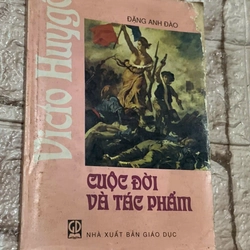 ĐẶNG ANH ĐÀO
Victo Huygo
CUỘC ĐỜI
VÀ TÁC PHẨM
NHÀ XUẤT BẢN GIÁO DỤC